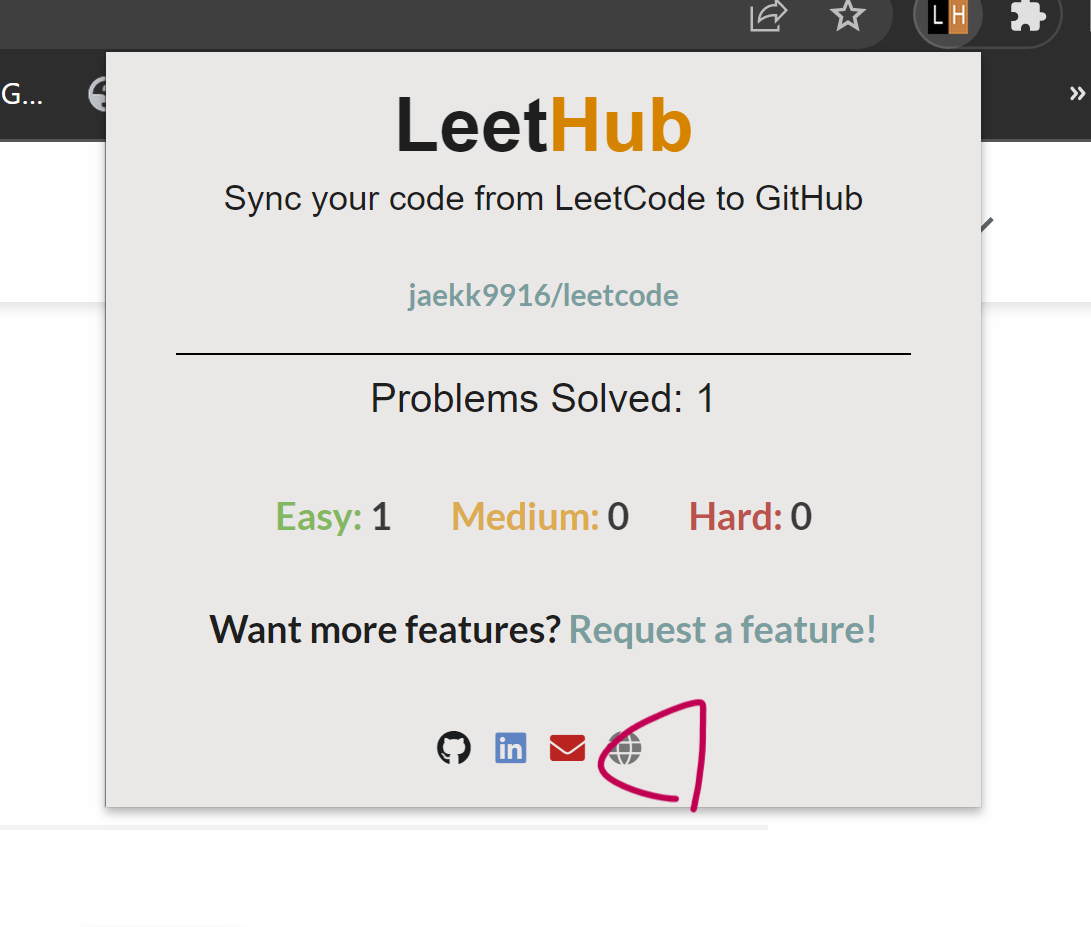 L H
G...
LeetHub
Sync your code from LeetCode to GitHub
jaekk9916/leetcode
Problems Solved: 1
Easy: 1 Medium: 0 Hard: 0
Want more features? Request a feature!
in